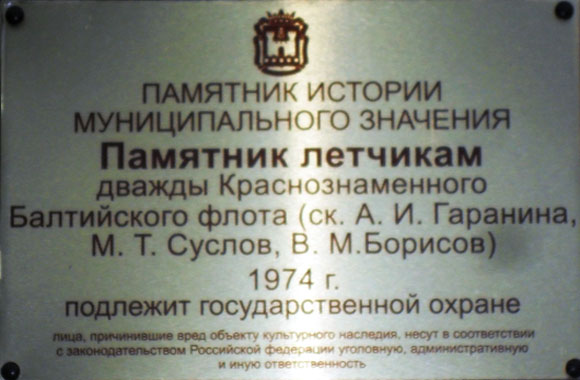 ПАМЯТНИК ИСТОРИИ
МУНИЦИПАЛЬНОГО ЗНАЧЕНИЯ
Памятник летчикам
дважды Краснознаменного
Балтийского флота (ск. А. И. Гаранина,
М. Т. Суслов, В. М.Борисов)
1974 г.
подлежит государственной охране
лица, причинившие вред объекту культурного наследия, несут в соответствии
с законодательством Российской Федерации уголовную, административную
и иную ответственность